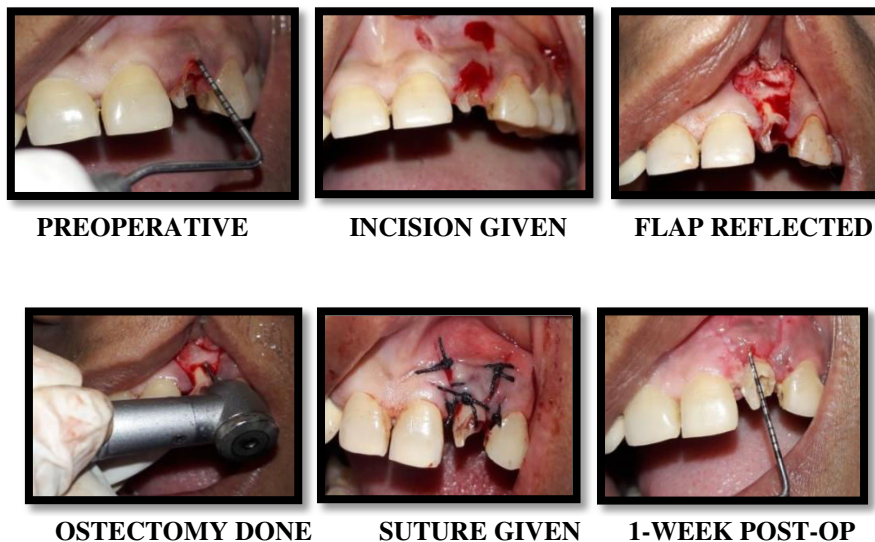 PREOPERATIVE INCISION GIVEN FLAP REFLECTED
OSTECTOMY DONE SUTURE GIVEN 1-WEEK POST-OP